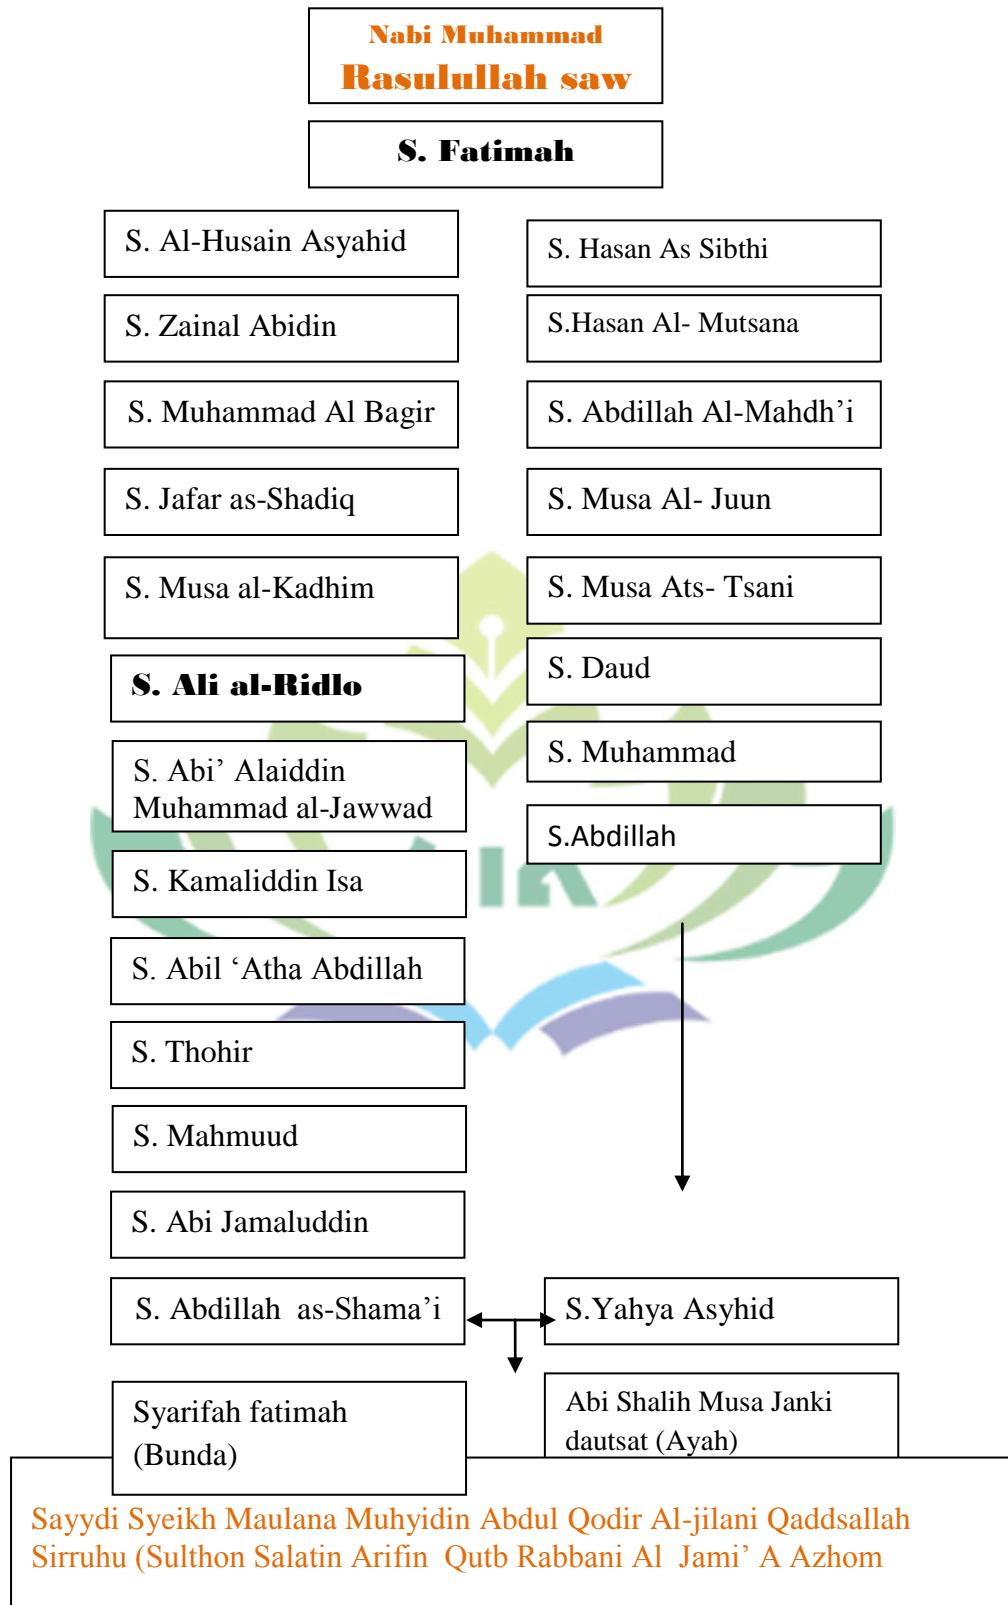 Nabi Muhammad
Rasulullah saw
S. Fatimah
S. Al-Husain Asyahid
S. Zainal Abidin
S. Muhammad Al Bagir
S. Jafar as-Shadiq
S. Musa al-Kadhim
S. Ali al-Ridlo
S. Abi’ Alaiddin
Muhammad al-Jawwad
S. Kamaliddin Isa
S. Abil ‘Atha Abdillah
S. Thohir
S. Mahmuud
S. Abi Jamaluddin
S. Abdillah as-Shama’i
Syarifah fatimah
(Bunda)
S. Hasan As Sibthi
S.Hasan Al- Mutsana
S. Abdillah Al-Mahdh’i
S. Musa Al- Juun
S. Musa Ats- Tsani
S. Daud
S. Muhammad
S.Abdillah
S.Yahya Asyhid
Abi Shalih Musa Janki
dautsat (Ayah)
Sayydi Syeikh Maulana Muhyidin Abdul Qodir Al-jilani Qaddsallah
Sirruhu (Sulthon Salatin Arifin Qutb Rabbani Al Jami’ A Azhom